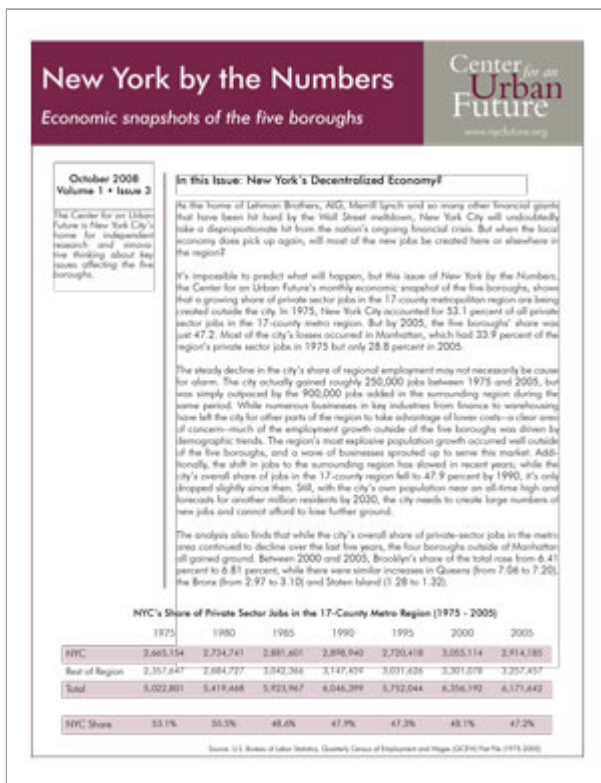 New York by the Numbers
Economic snapshots of the five boroughs
Center for an
Urban
Future
www.nycfuture.org
October 2008
Volume 1 • Issue 3
The Center for an Urban
Future is New York City's
home for independent
research and innova-
tive thinking about key
issues affecting the five
boroughs.
In this Issue: New York's Decentralized Economy?
As the home of Lehman Brothers, AIG, Merrill Lynch and so many other financial giants
that have been hit hard by the Wall Street meltdown, New York City will undoubtedly
take a disproportionate hit from the nation's ongoing financial crisis. But when the local
economy does pick up again, will most of the new jobs be created here or elsewhere in
the region?
It's impossible to predict what will happen, but this issue of New York by the Numbers,
the Center for an Urban Future's monthly economic snapshot of the five boroughs, shows
that a growing share of private sector jobs in the 17-county metropolitan region are being
created outside the city. In 1975, New York City accounted for 53.1 percent of all private
sector jobs in the 17-county metro region. But by 2005, the five boroughs' share was
just 47.2. Most of the city's losses occurred in Manhattan, which had 33.9 percent of the
region's private sector jobs in 1975 but only 28.8 percent in 2005.
The steady decline in the city's share of regional employment may not necessarily be cause
for alarm. The city actually gained roughly 250,000 jobs between 1975 and 2005, but
was simply outpaced by the 900,000 jobs added in the surrounding region during the
same period. While numerous businesses in key industries from finance to warehousing
have left the city for other parts of the region to take advantage of lower costs—a clear area
of concern—much of the employment growth outside of the five boroughs was driven by
demographic trends. The region's most explosive population growth occurred well outside
of the five boroughs, and a wave of businesses sprouted up to serve this market. Addi-
tionally, the shift in jobs to the surrounding region has slowed in recent years; while the
city's overall share of jobs in the 17-county region fell to 47.9 percent by 1990, it's only
dropped slightly since then. Still, with the city's own population near an all-time high and
forecasts for another million residents by 2030, the city needs to create large numbers of
new jobs and cannot afford to lose further ground.
The analysis also finds that while the city's overall share of private-sector jobs in the metro
area continued to decline over the last five years, the four boroughs outside of Manhattan
all gained ground. Between 2000 and 2005, Brooklyn's share of the total rose from 6.41
percent to 6.81 percent, while there were similar increases in Queens (from 7.06 to 7.20),
the Bronx (from 2.97 to 3.10) and Staten Island (1.28 to 1.32).
NYC's Share of Private Sector Jobs in the 17-County Metro Region (1975 - 2005)
1975 1980 1985 1990 1995 2000 2005
NYC 2,665,154 2,734,741 2,881,601 2,898,940 2,720,418 3,055,114 2,914,185
Rest of Region 2,357,647 2,684,727 3,042,366 3,147,459 3,031,626 3,301,078 3,257,457
Total 5,022,801 5,419,468 5,923,967 6,046,399 5,752,044 6,356,192 6,171,642
NYC Share 53.1% 50.5% 48.6% 47.9% 47.3% 48.1% 47.2%
Source: U.S. Bureau of Labor Statistics, Quarterly Census of Employment and Wages (QCEW) Flat File (1975-2005)